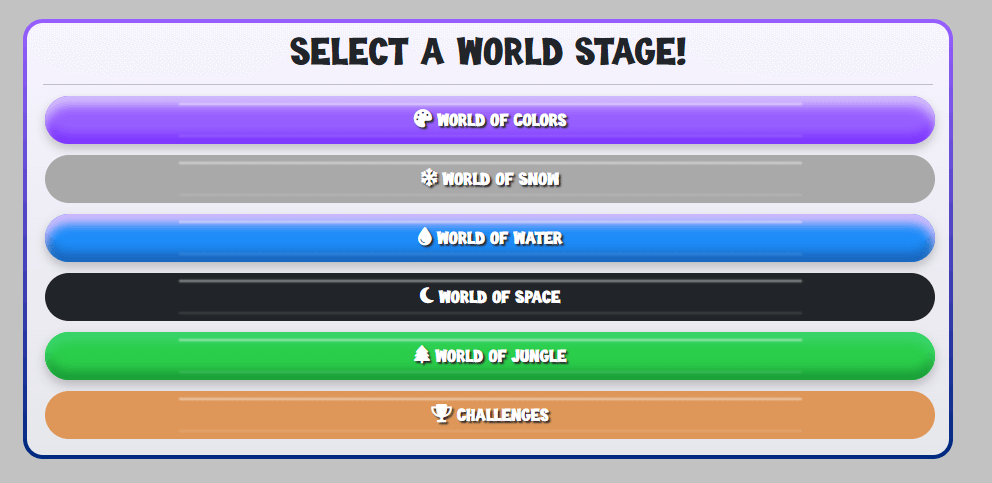 SELECT A WORLD STAGE!
WORLD OF COLORS
WORLD OF SNOW
WORLD OF WATER
WORLD OF SPACE
WORLD OF JUNGLE
CHALLENGES